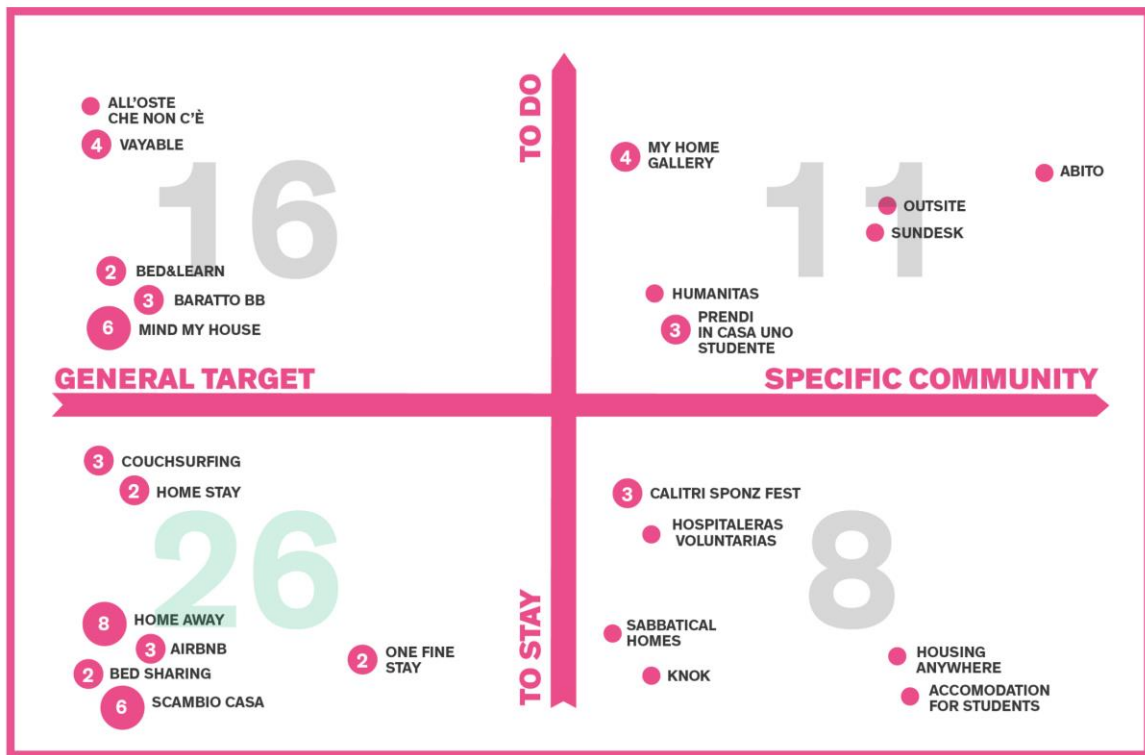 TO DO
ALL'OSTE
CHE NON C'È
4 VAYABLE
16
2 BED&LEARN
3 BARATTO BB
6 MIND MY HOUSE
4 MY HOME
GALLERY
ABITO
11
OUTSITE
SUNDESK
HUMANITAS
3 PRENDI
IN CASA UNO
STUDENTE
GENERAL TARGET
SPECIFIC COMMUNITY
3 COUCHSURFING
2 HOME STAY
26
8 HOME AWAY
3 AIRBNB
2 BED SHARING
6 SCAMBIO CASA
2 ONE FINE
STAY
TO STAY
3 CALITRI SPONZ FEST
HOSPITALERAS
VOLUNTARIAS
8
SABBATICAL
HOMES
KNOK
HOUSING
ANYWHERE
ACCOMODATION
FOR STUDENTS